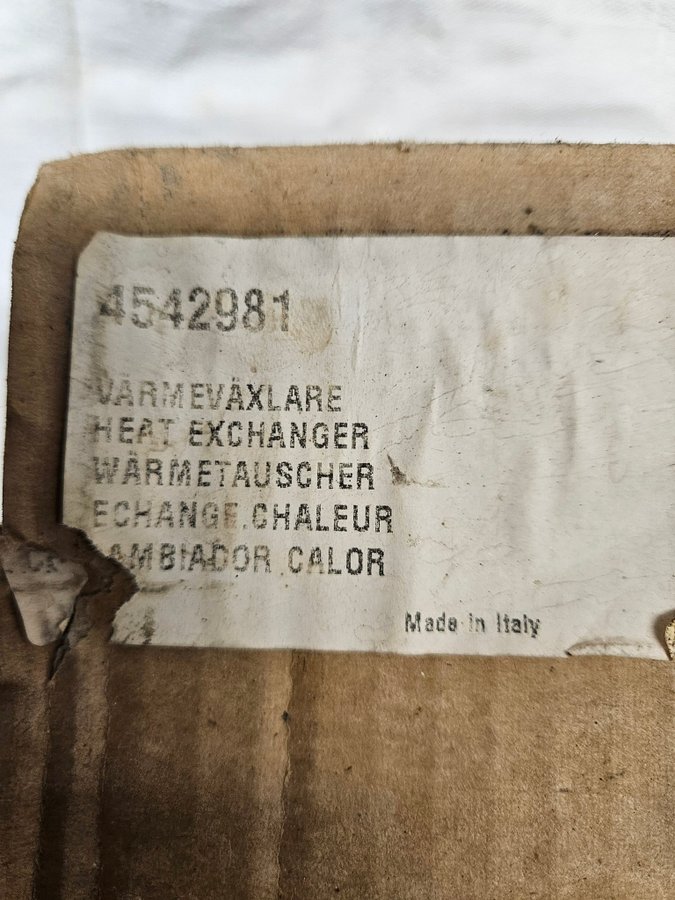 4542981
VÄRMEVÄXLARE
HEAT EXCHANGER
WÄRMETAUSCHER
ECHANGE.CHALEUR
AMBIADOR CALOR
Made in Italy